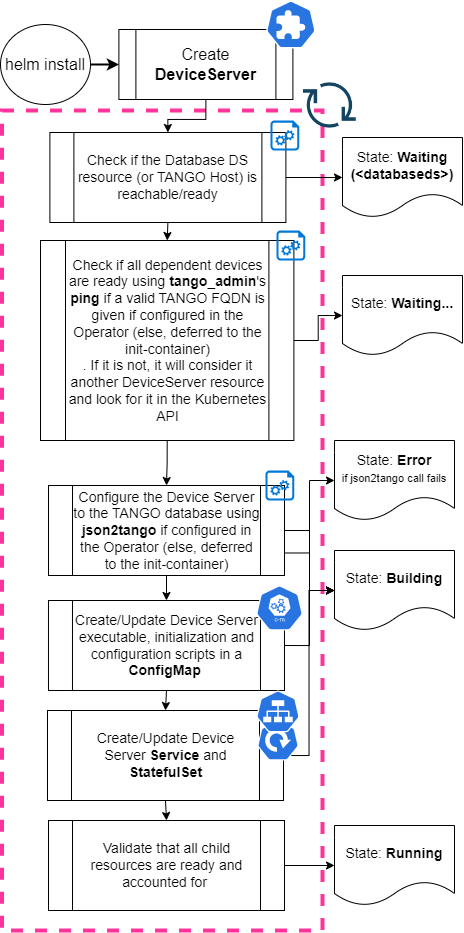 helm install
Create
DeviceServer
Check if the Database DS
resource (or TANGO Host) is
reachable/ready
State: Waiting
(<databaseds>)
Check if all dependent devices
are ready using tango_admin's
ping if a valid TANGO FQDN is
given if configured in the
Operator (else, deferred to the
init-container)
. If it is not, it will consider it
another DeviceServer resource
and look for it in the Kubernetes
API
State: Waiting...
Configure the Device Server
to the TANGO database using
json2tango if configured in
the Operator (else, deferred
to the init-container)
State: Error
if json2tango call fails
State: Building
Create/Update Device Server
executable, initialization and
configuration scripts in a
ConfigMap
c-m
Create/Update Device
Server Service and
StatefulSet
Validate that all child
resources are ready and
accounted for
State: Running